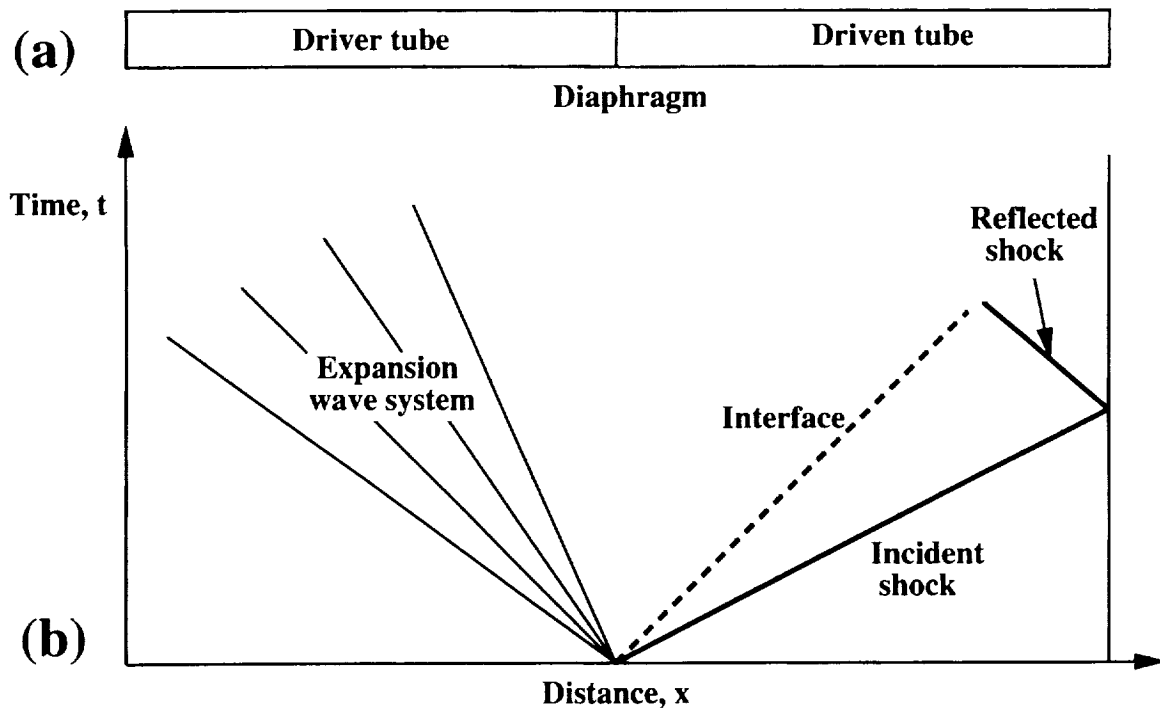 (a)
Driver tube
Driven tube
Diaphragm
Time, t
Reflected
shock
Expansion
wave system
Interface
Incident
shock
(b)
Distance, x